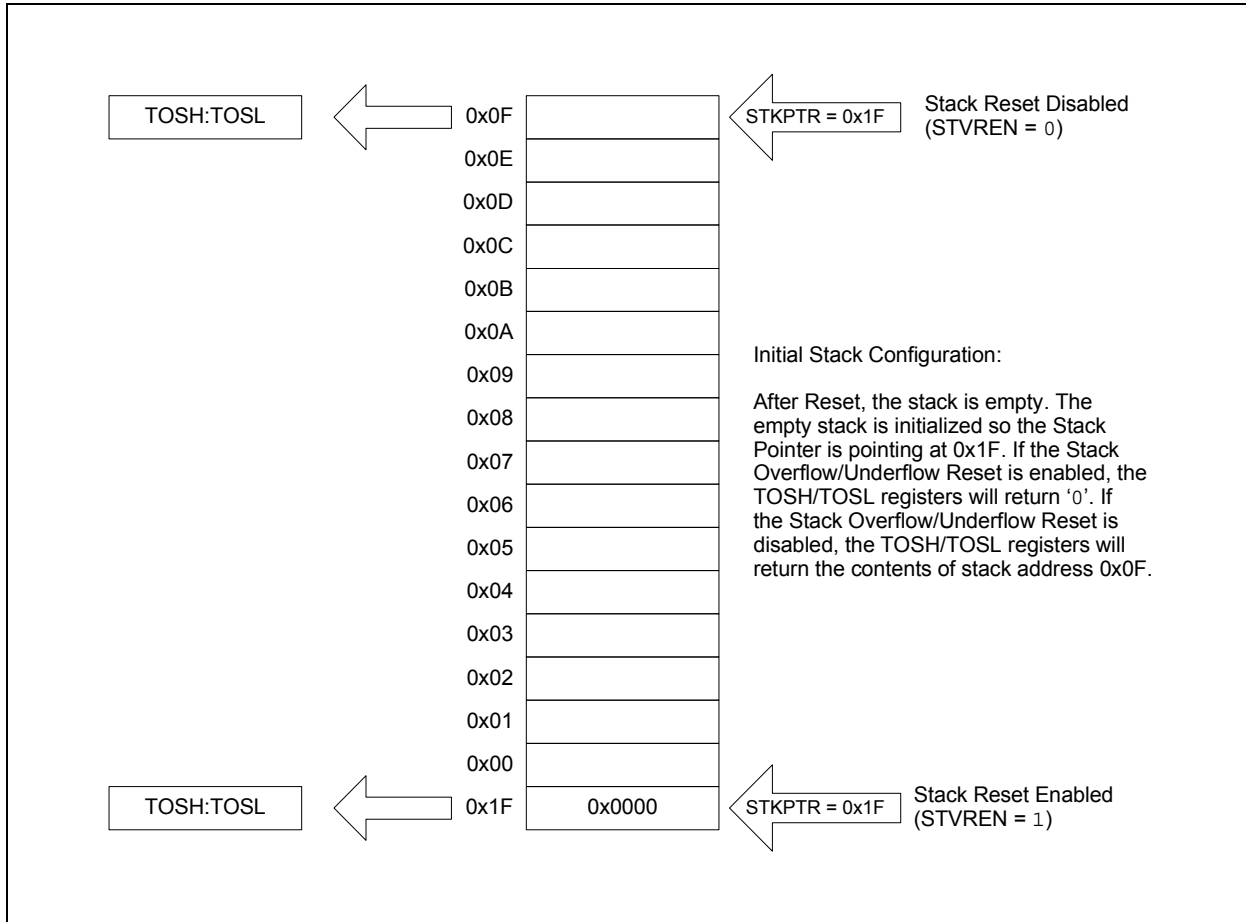 TOSH:TOSL
0x0F
STKPTR = 0x1F
Stack Reset Disabled
(STVREN = 0)
0x0E
0x0D
0x0C
0x0B
0x0A
0x09
0x08
0x07
0x06
0x05
0x04
0x03
0x02
0x01
0x00
Initial Stack Configuration:
After Reset, the stack is empty. The
empty stack is initialized so the Stack
Pointer is pointing at 0x1F. If the Stack
Overflow/Underflow Reset is enabled, the
TOSH/TOSL registers will return ‘0’. If
the Stack Overflow/Underflow Reset is
disabled, the TOSH/TOSL registers will
return the contents of stack address 0x0F.
TOSH:TOSL
0x1F
0x0000
STKPTR = 0x1F
Stack Reset Enabled
(STVREN = 1)